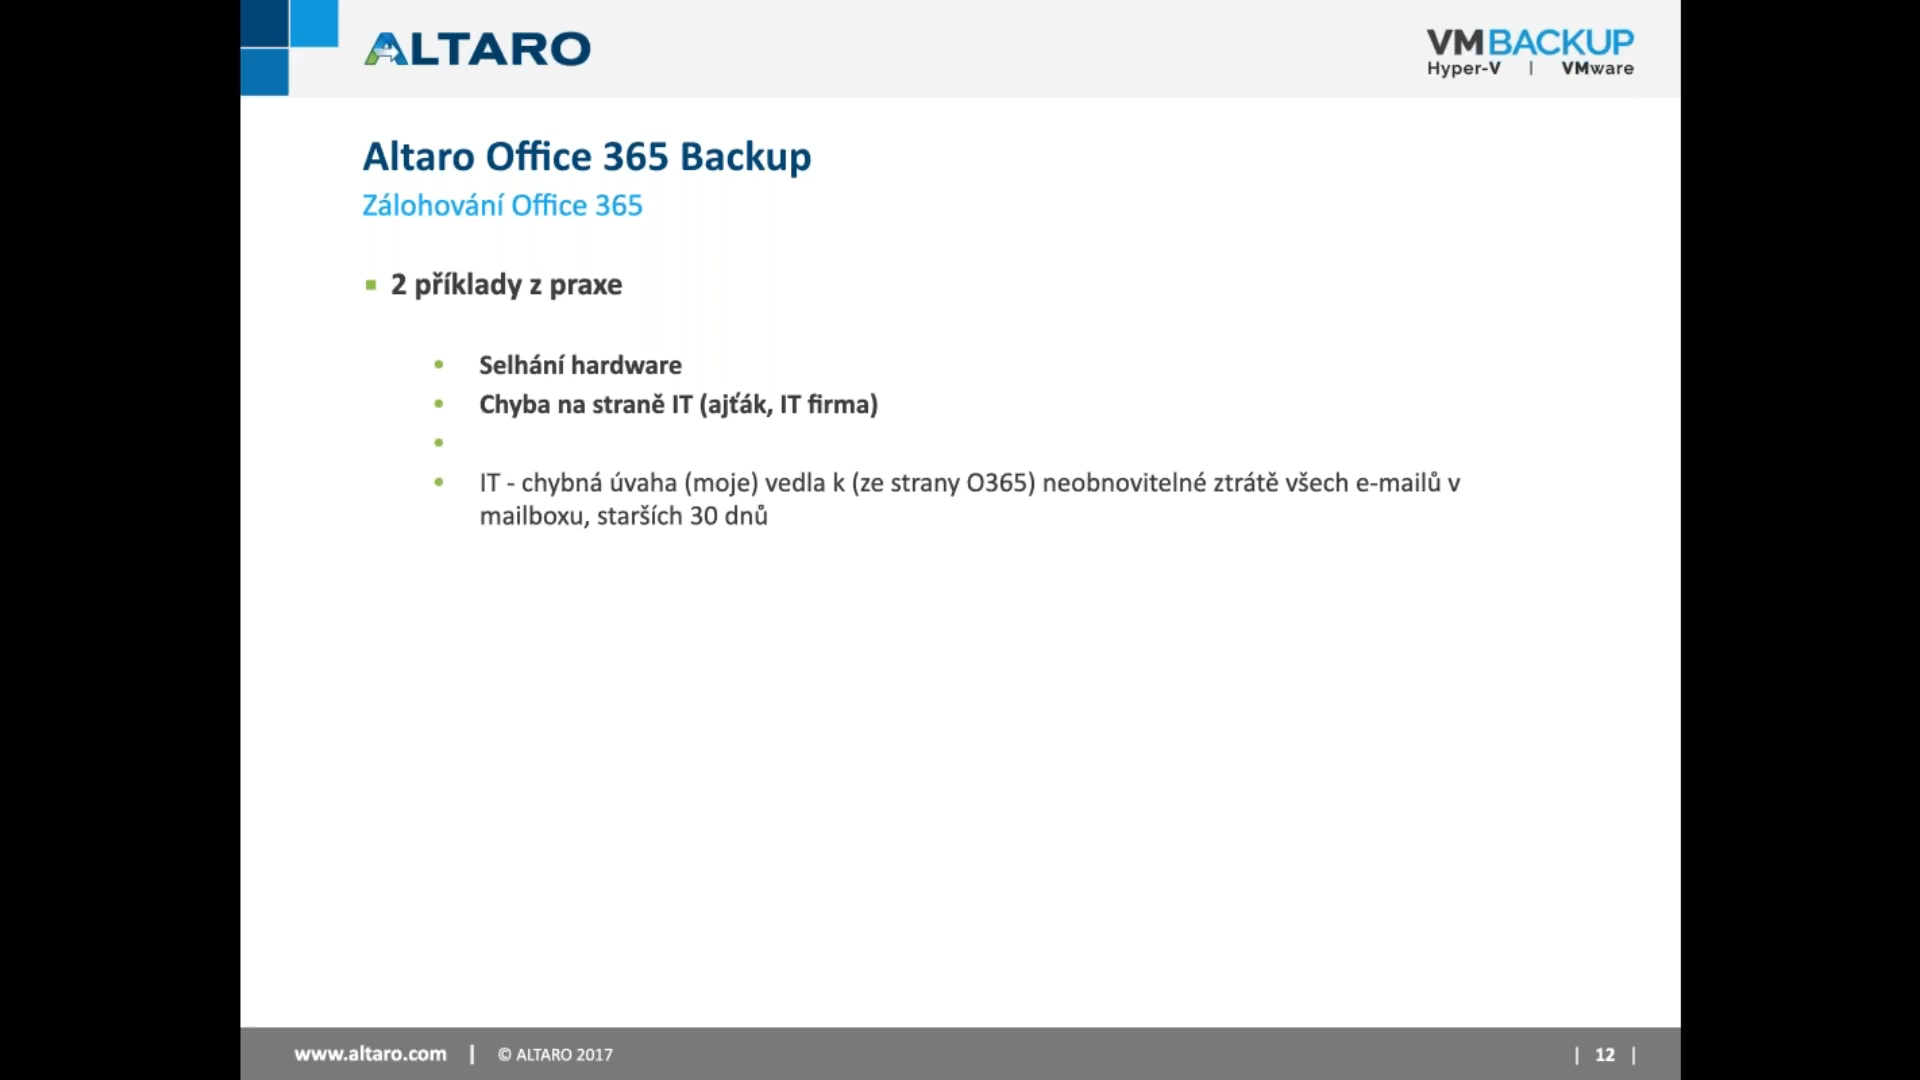 ALTARO
VMBACKUP
Hyper-V | VMware
Altaro Office 365 Backup
Zálohování Office 365
2 příklady z praxe
Selhání hardware
Chyba na straně IT (ajťák, IT firma)
IT - chybná úvaha (moje) vedla k (ze strany O365) neobnovitelné ztrátě všech e-mailů v
mailboxu, starších 30 dnů
www.altaro.com | © ALTARO 2017
| 12 |